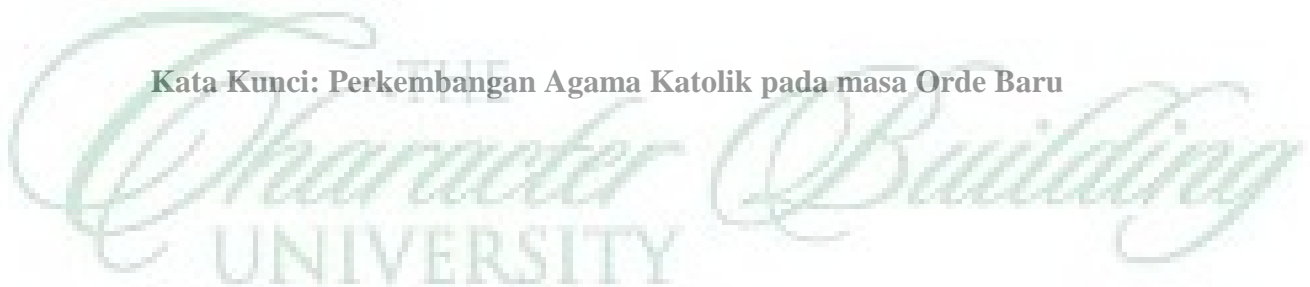 Kata Kunci: Perkembangan Agama Katolik pada masa Orde Baru
THE
Character Building
UNIVERSITY